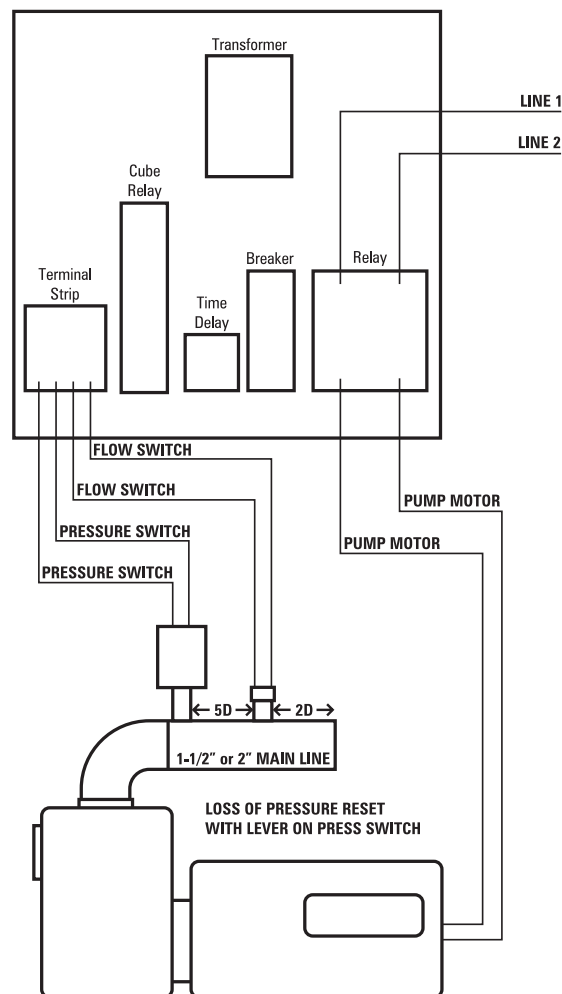 Transformer
LINE 1
LINE 2
Cube
Relay
Breaker
Relay
Terminal
Strip
Time
Delay
FLOW SWITCH
FLOW SWITCH
PUMP MOTOR
PRESSURE SWITCH
PUMP MOTOR
PRESSURE SWITCH
5D
2D
1-1/2" or 2" MAIN LINE
LOSS OF PRESSURE RESET
WITH LEVER ON PRESS SWITCH